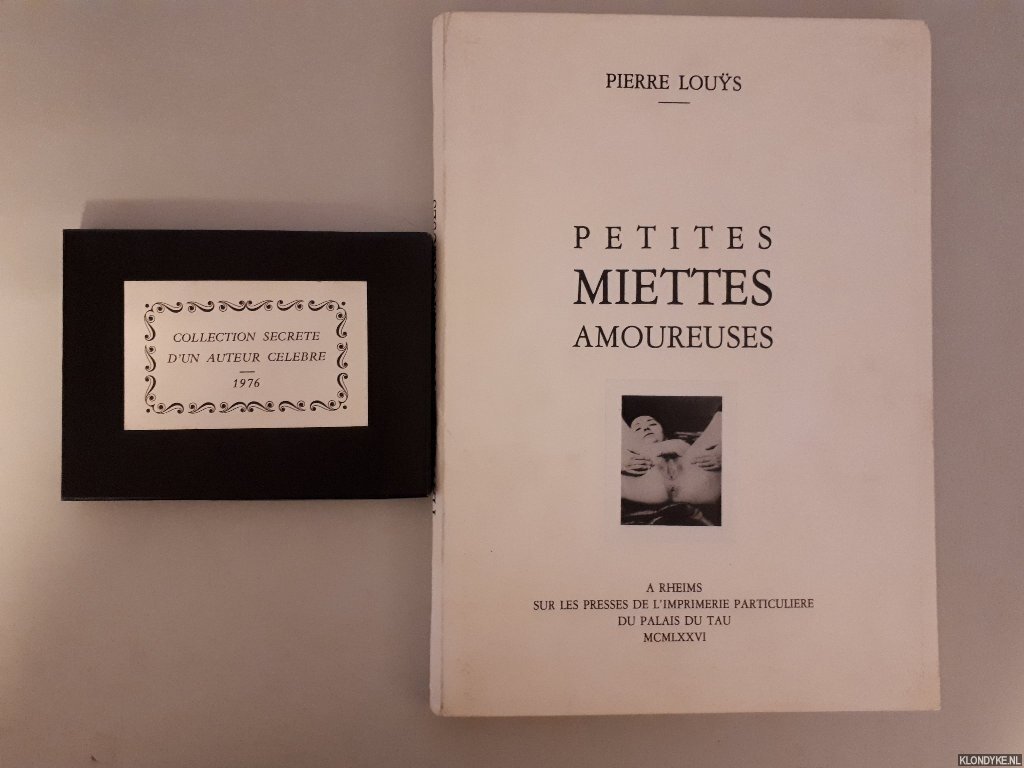 COLLECTION SECRETE
D'UN AUTEUR CELEBRE
1976
PIERRE LOUŸS
PETITES
MIETTES
AMOUREUSES
A RHEIMS
SUR LES PRESSES DE L'IMPRIMERIE PARTICULIERE
DU PALAIS DU TAU
MCMLXXVI
KLONDYKE.NL